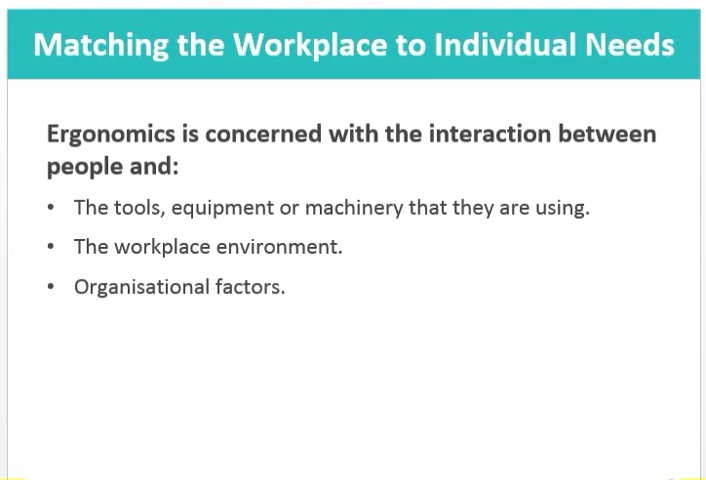 Matching the Workplace to Individual Needs
Ergonomics is concerned with the interaction between
people and:
• The tools, equipment or machinery that they are using.
• The workplace environment.
• Organisational factors.